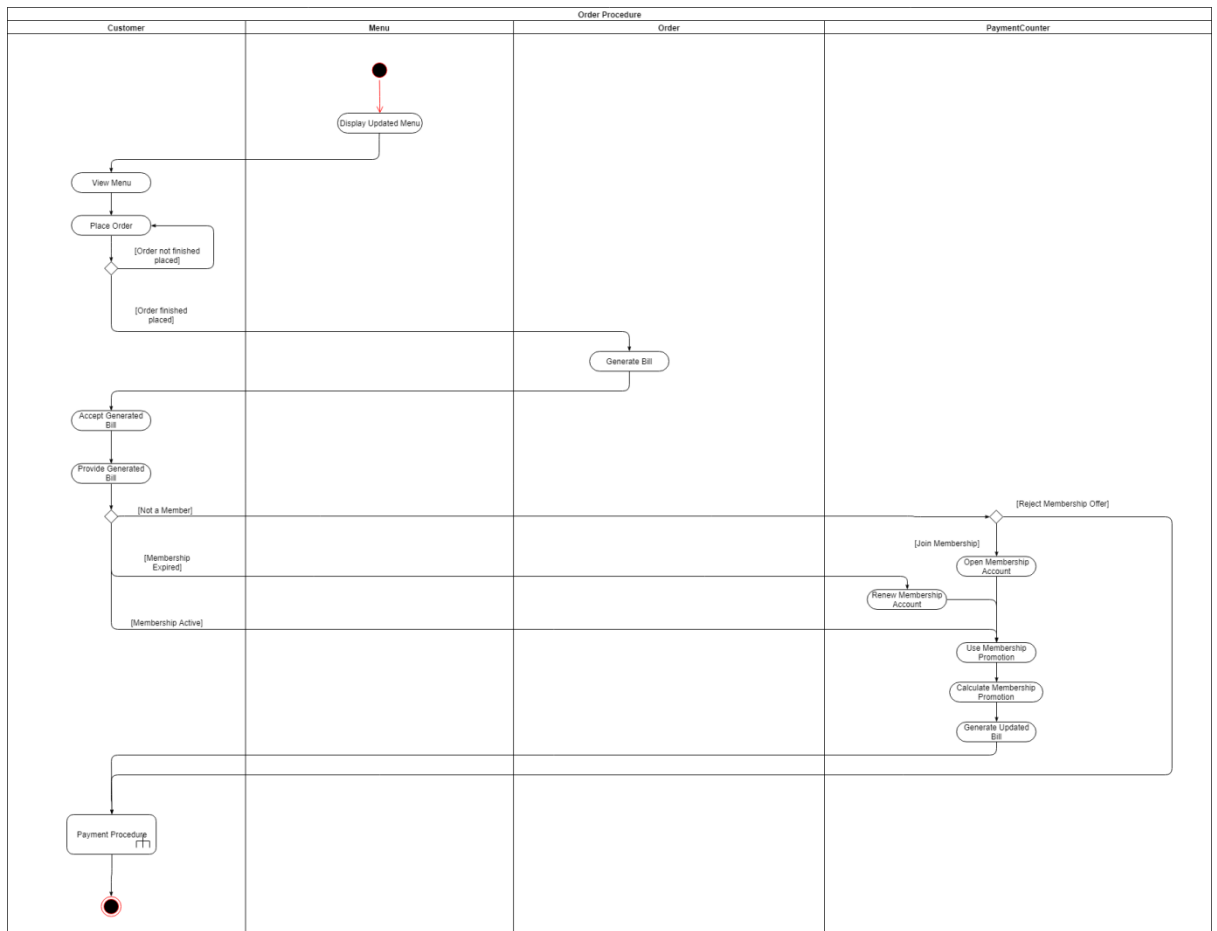 Order Procedure
Customer
Menu
Order
PaymentCounter
Display Updated Menu
View Menu
Place Order
[Order not finished
placed]
[Order finished
placed]
Generate Bill
Accept Generated
Bill
Provide Generated
Bill
[Not a Member]
[Reject Membership Offer]
[Join Membership]
[Membership
Expired]
Open Membership
Account
Renew Membership
Account
[Membership Active]
Use Membership
Promotion
Calculate Membership
Promotion
Generate Updated
Bill
Payment Procedure